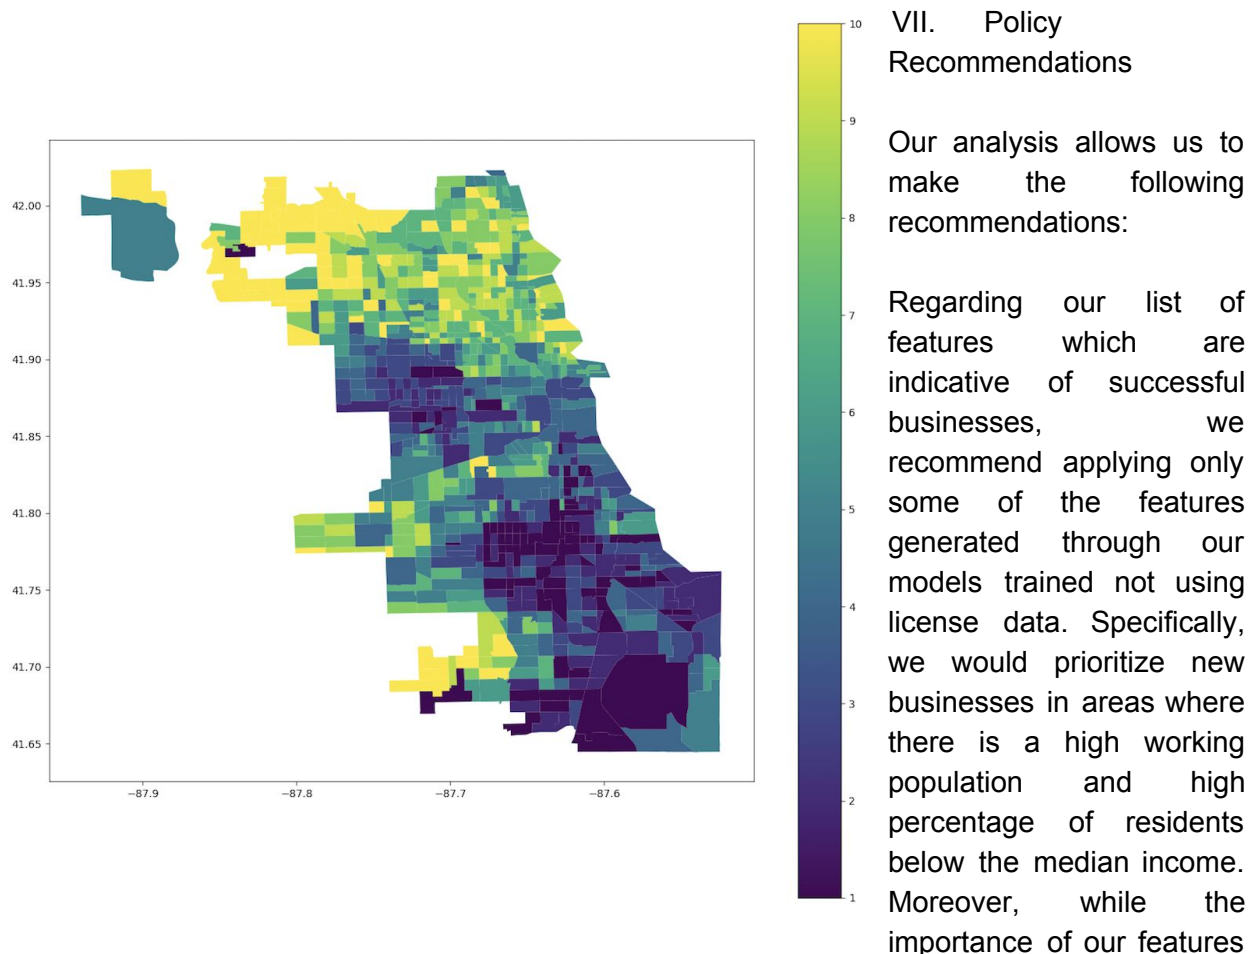 42.00
41.95
41.90
41.85
41.80
41.75
41.70
41.65
−87.9
−87.8
−87.7
−87.6
10
9
8
7
6
5
4
3
2
1
VII. Policy
Recommendations
Our analysis allows us to
make the following
recommendations:
Regarding our list of
features which are
indicative of successful
businesses, we
recommend applying only
some of the features
generated through our
models trained not using
license data. Specifically,
we would prioritize new
businesses in areas where
there is a high working
population and high
percentage of residents
below the median income.
Moreover, while the
importance of our features